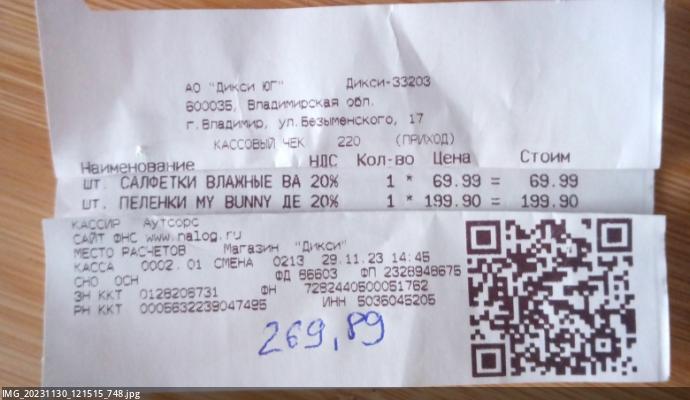 АО "Дикси ЮГ" Дикси-33203
600035, Владимирская обл.
г.Владимир, ул.Безыменского, 17
КАССОВЫЙ ЧЕК 220 (ПРИХОД)
Наименование НДС Кол-во Цена Стоим
шт. САЛФЕТКИ ВЛАЖНЫЕ ВА 20% 1 * 69.99 = 69.99
шт. ПЕЛЕНКИ MY BUNNY ДЕ 20% 1 * 199.90 = 199.90
КАССИР Аутсорс
САЙТ ФНС www.nalog.ru
МЕСТО РАСЧЕТОВ Магазин "Дикси"
КАССА 0002.01 СМЕНА 0213 29.11.23 14:45
СНО ОСН ФД 86603 ФП 2328948675
ЗН ККТ 0128206731 ФН 7282440500051762
РН ККТ 0005632239047495 ИНН 5036045205
269,89
IMG_20231130_121515_748.jpg